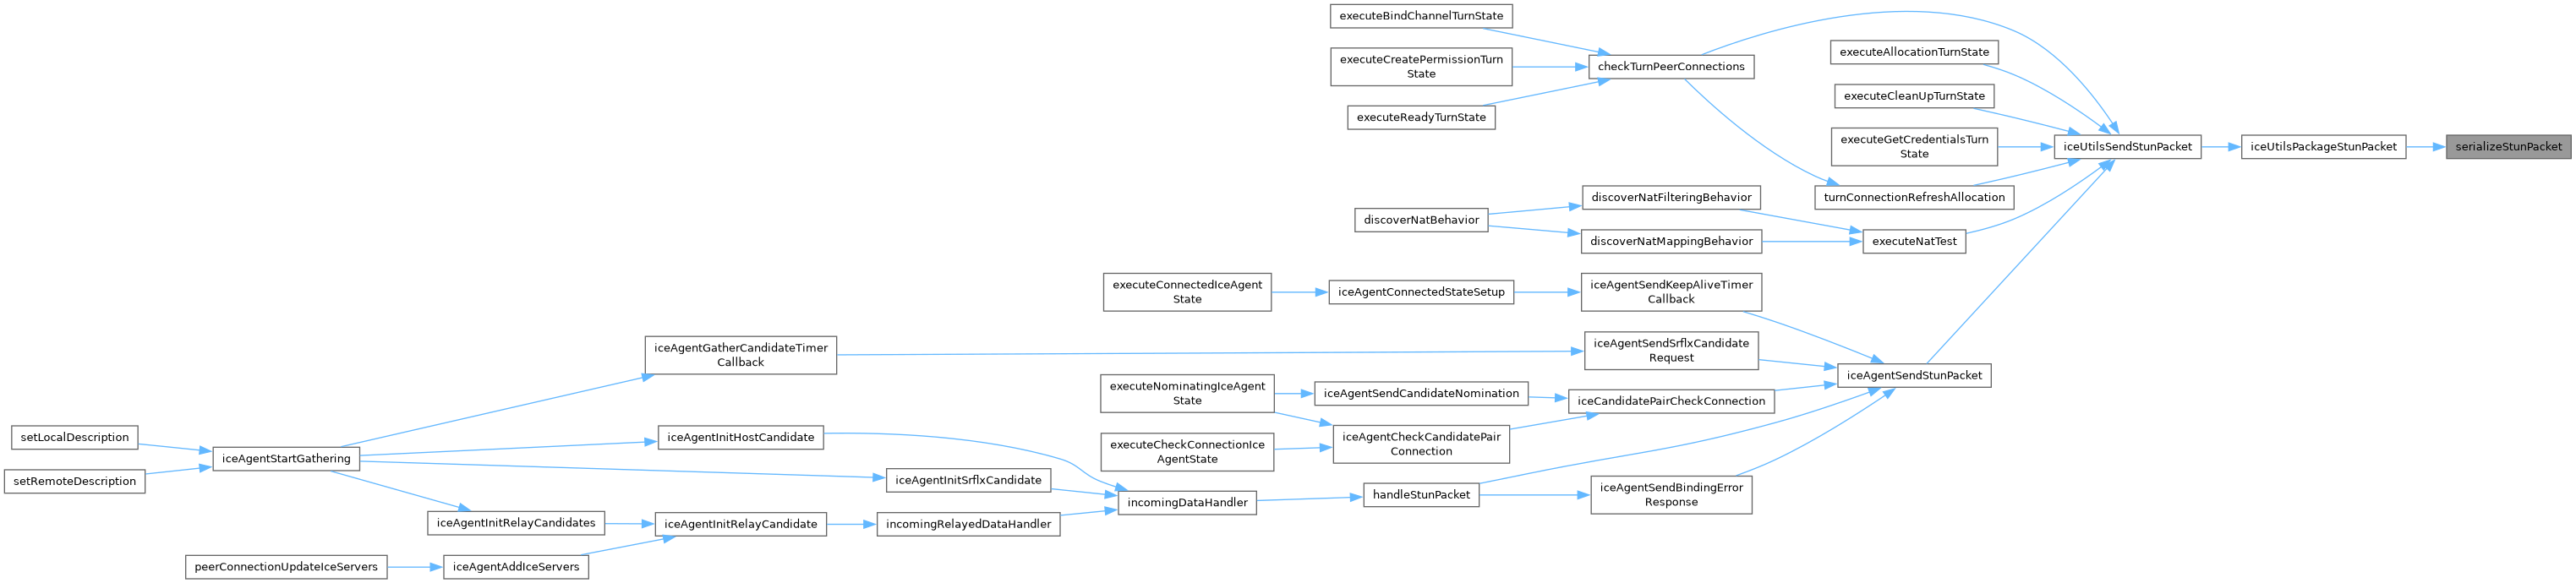 executeBindChannelTurnState
executeCreatePermissionTurn
State
executeReadyTurnState
checkTurnPeerConnections
executeAllocationTurnState
executeCleanUpTurnState
executeGetCredentialsTurn
State
iceUtilsSendStunPacket
iceUtilsPackageStunPacket
serializeStunPacket
turnConnectionRefreshAllocation
discoverNatFilteringBehavior
discoverNatBehavior
discoverNatMappingBehavior
executeNatTest
executeConnectedIceAgent
State
iceAgentConnectedStateSetup
iceAgentSendKeepAliveTimer
Callback
iceAgentGatherCandidateTimer
Callback
iceAgentSendSrflxCandidate
Request
iceAgentSendStunPacket
executeNominatingIceAgent
State
iceAgentSendCandidateNomination
iceCandidatePairCheckConnection
setLocalDescription
iceAgentInitHostCandidate
executeCheckConnectionIce
AgentState
iceAgentCheckCandidatePair
Connection
iceAgentStartGathering
setRemoteDescription
iceAgentInitSrflxCandidate
incomingDataHandler
handleStunPacket
iceAgentSendBindingError
Response
iceAgentInitRelayCandidates
iceAgentInitRelayCandidate
incomingRelayedDataHandler
peerConnectionUpdateIceServers
iceAgentAddIceServers